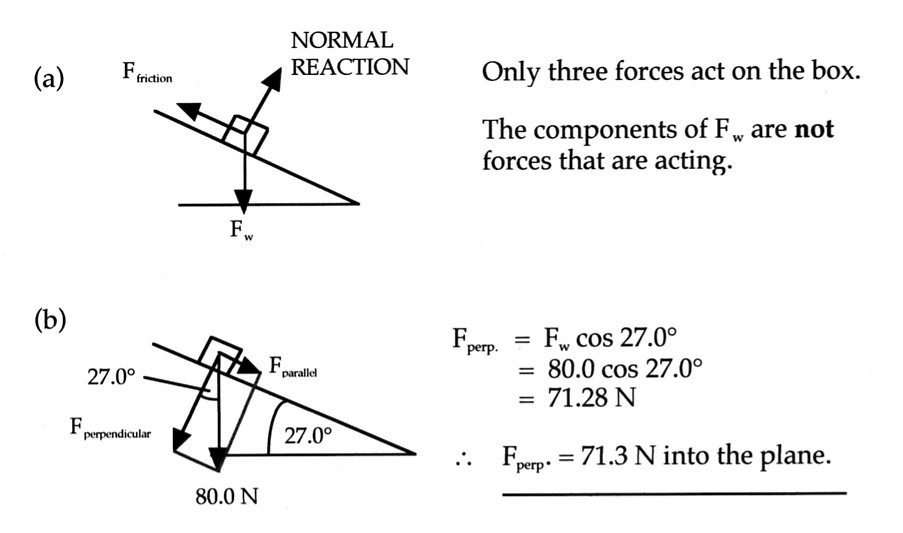 (a)
F friction
NORMAL
REACTION
F w
Only three forces act on the box.
The components of F w are not
forces that are acting.
(b)
27.0°
F parallel
F perpendicular
27.0°
80.0 N
F perp. = F w cos 27.0°
= 80.0 cos 27.0°
= 71.28 N
∴ F perp. = 71.3 N into the plane.